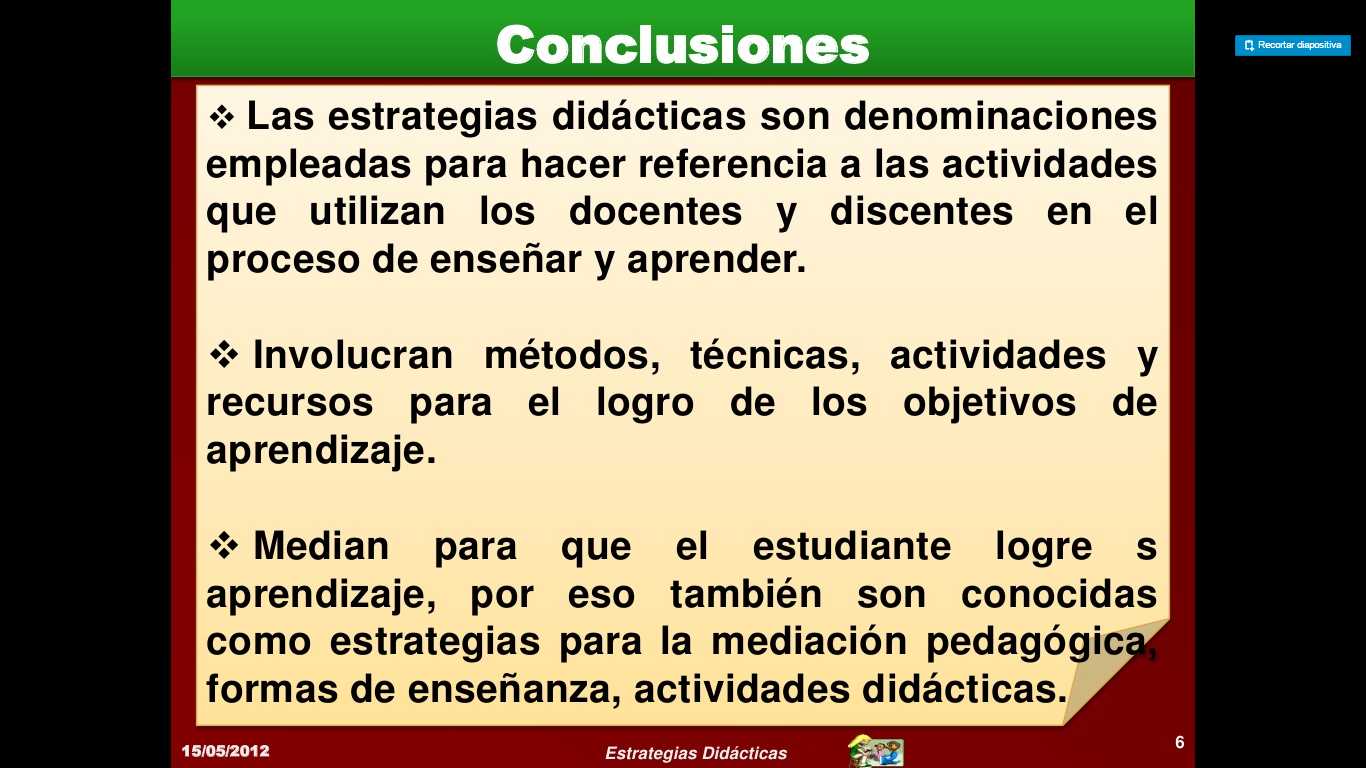 Conclusiones
Recortar diapositiva
❖ Las estrategias didácticas son denominaciones
empleadas para hacer referencia a las actividades
que utilizan los docentes y discentes en el
proceso de enseñar y aprender.
❖ Involucran métodos, técnicas, actividades y
recursos para el logro de los objetivos de
aprendizaje.
❖ Median para que el estudiante logre s
aprendizaje, por eso también son conocidas
como estrategias para la mediación pedagógica,
formas de enseñanza, actividades didácticas.
15/05/2012
Estrategias Didácticas
6